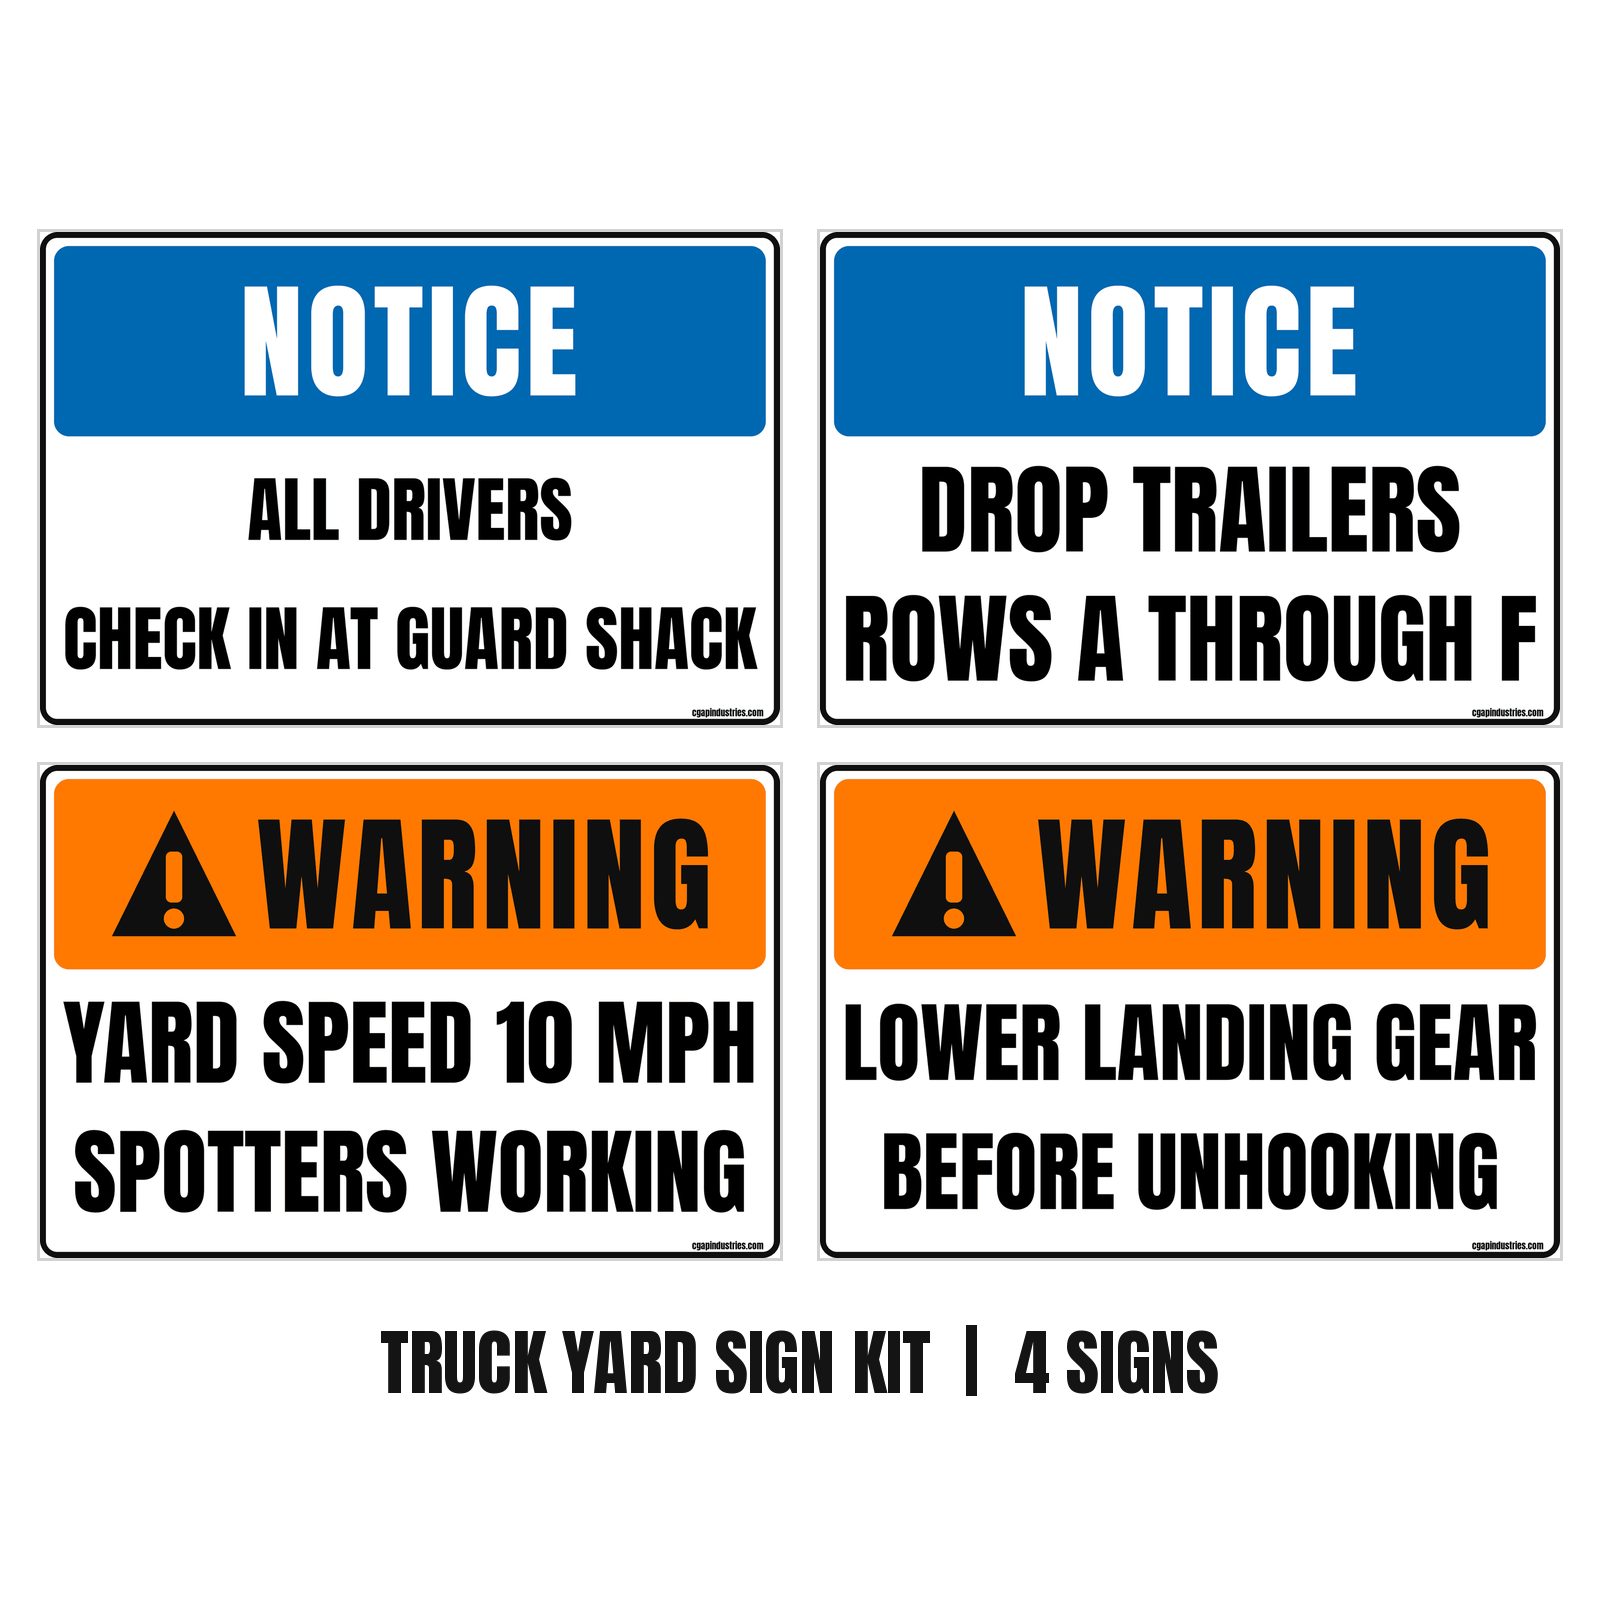 NOTICE
ALL DRIVERS
CHECK IN AT GUARD SHACK
cgapindustries.com
NOTICE
DROP TRAILERS
ROWS A THROUGH F
cgapindustries.com
WARNING
YARD SPEED 10 MPH
SPOTTERS WORKING
cgapindustries.com
WARNING
LOWER LANDING GEAR
BEFORE UNHOOKING
cgapindustries.com
TRUCK YARD SIGN KIT | 4 SIGNS